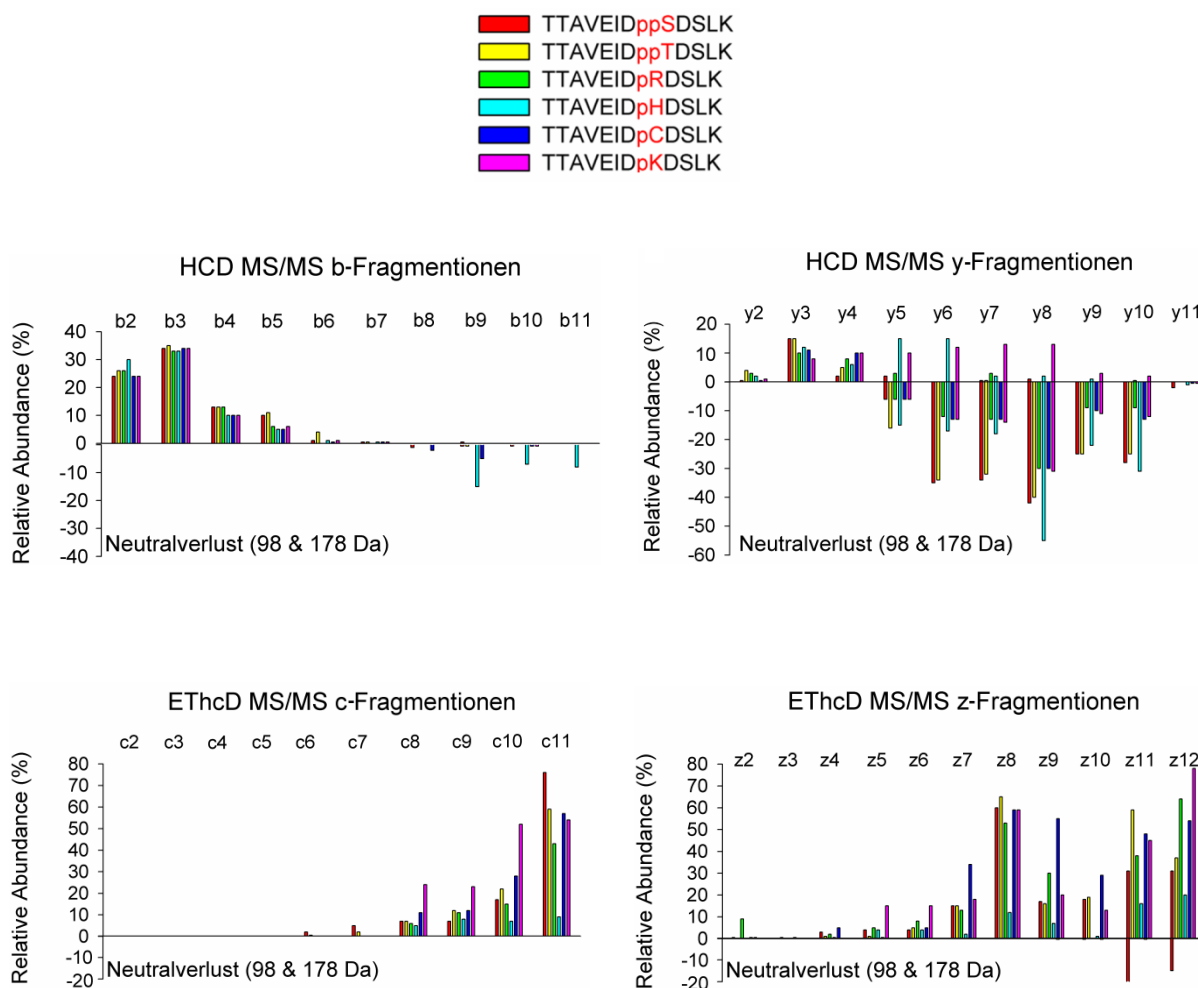 TTAVEIDppSDSLK
TTAVEIDppTDSLK
TTAVEIDpRDSLK
TTAVEIDpHDSLK
TTAVEIDpCDSLK
TTAVEIDpKDSLK
HCD MS/MS b-Fragmentionen
b2 b3 b4 b5 b6 b7 b8 b9 b10 b11
Relative Abundance (%)
40
30
20
10
0
-10
-20
-30
-40
Neutralverlust (98 & 178 Da)
HCD MS/MS y-Fragmentionen
y2 y3 y4 y5 y6 y7 y8 y9 y10 y11
Relative Abundance (%)
20
10
0
-10
-20
-30
-40
-50
-60
Neutralverlust (98 & 178 Da)
EThcD MS/MS c-Fragmentionen
c2 c3 c4 c5 c6 c7 c8 c9 c10 c11
Relative Abundance (%)
80
70
60
50
40
30
20
10
0
-10
-20
Neutralverlust (98 & 178 Da)
EThcD MS/MS z-Fragmentionen
z2 z3 z4 z5 z6 z7 z8 z9 z10 z11 z12
Relative Abundance (%)
80
70
60
50
40
30
20
10
0
-10
-20
Neutralverlust (98 & 178 Da)